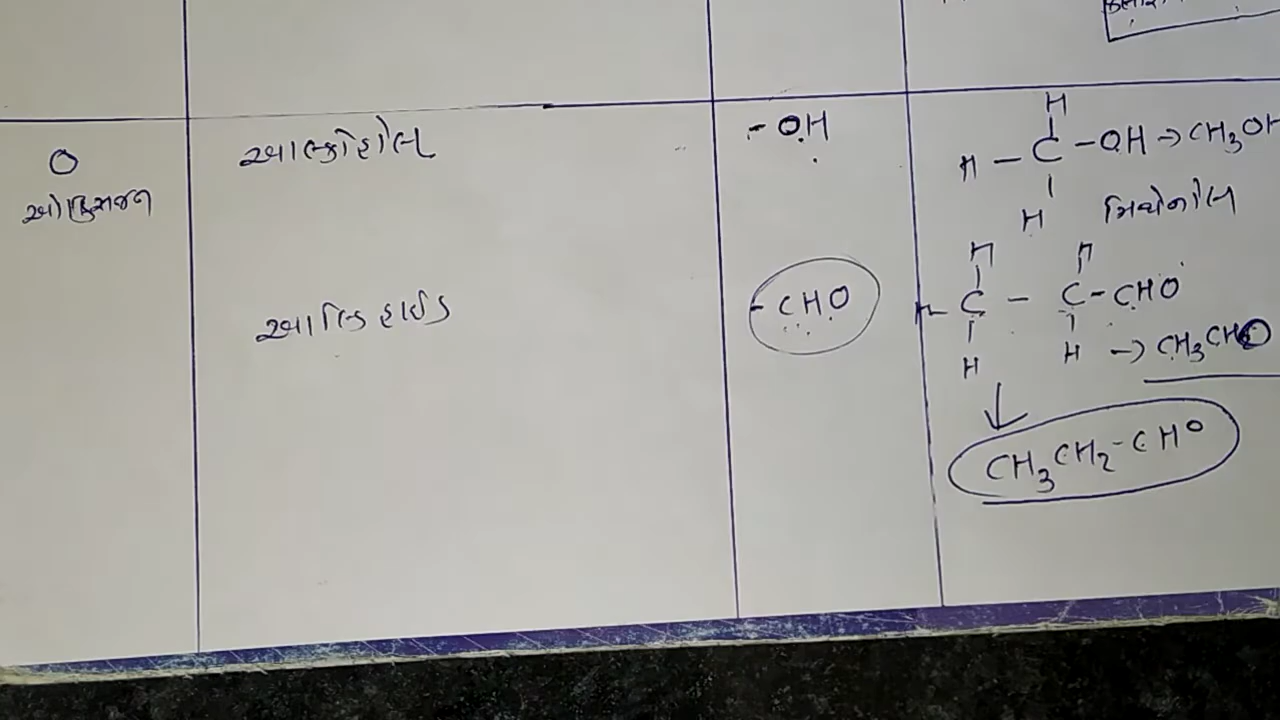 O
ઓક્સિજન
આલ્કોહોલ
- OH
H
H - C - OH → CH3OH
H
મિથેનોલ
આલ્ડિહાઈડ
- CHO
H H
H - C - C - CHO
H H → CH3CHO
↓
CH3CH2-CHO